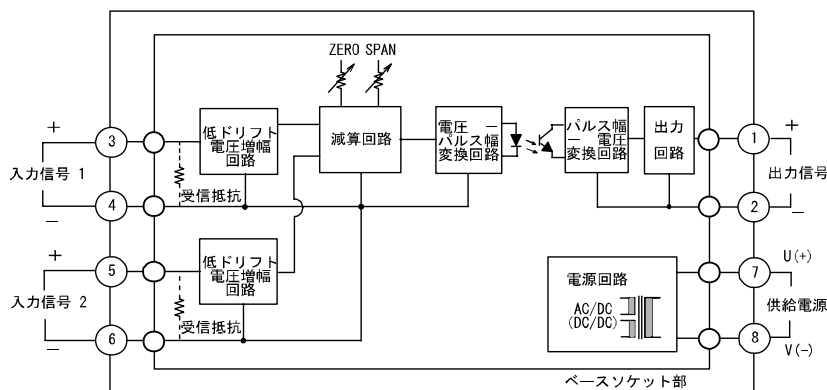 ZERO SPAN
+
3
入力信号 1
−
4
低ドリフト
電圧増幅
回路
受信抵抗
減算回路
電圧 ―
パルス幅
変換回路
パルス幅
― 電圧
変換回路
出力
回路
1
+
出力信号
2
−
+
5
入力信号 2
−
6
低ドリフト
電圧増幅
回路
受信抵抗
電源回路
AC/DC
(DC/DC)
7
U(+)
供給電源
8
V(−)
ベースソケット部